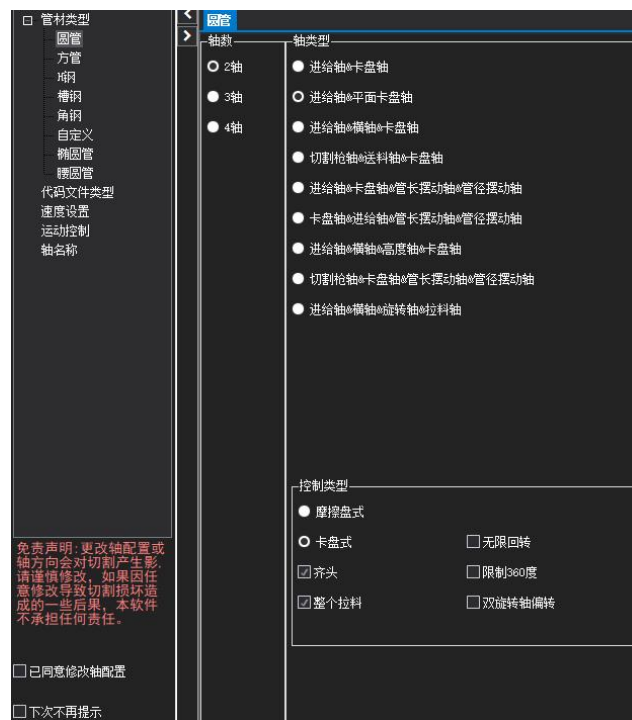 管材类型
圆管
方管
H钢
槽钢
角钢
自定义
椭圆管
腰圆管
代码文件类型
速度设置
运动控制
轴名称
免责声明:更改轴配置或
轴方向会对切割产生影.
请谨慎修改，如果因任
意修改导致切割损坏造
成的一些后果，本软件
不承担任何责任。
已同意修改轴配置
下次不再提示
圆管
轴数
2轴
3轴
4轴
轴类型
进给轴&卡盘轴
进给轴&平面卡盘轴
进给轴&横轴&卡盘轴
切割枪轴&送料轴&卡盘轴
进给轴&卡盘轴&管长摆动轴&管径摆动轴
卡盘轴&进给轴&管长摆动轴&管径摆动轴
进给轴&横轴&高度轴&卡盘轴
切割枪轴&卡盘轴&管长摆动轴&管径摆动轴
进给轴&横轴&旋转轴&拉料轴
控制类型
摩擦盘式
卡盘式 无限回转
齐头 限制360度
整个拉料 双旋转轴偏转